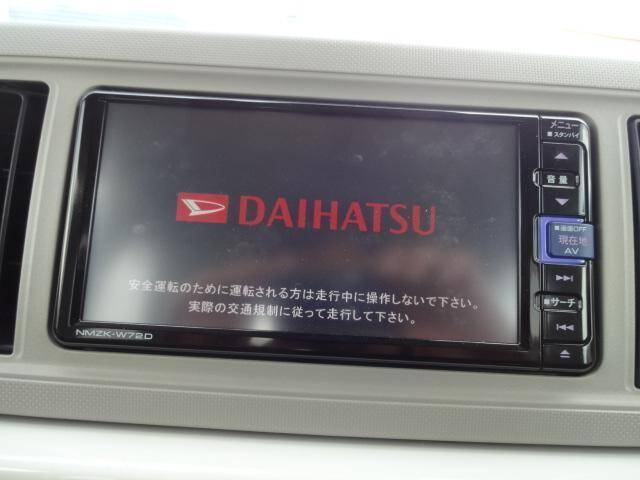 DAIHATSU
安全運転のために運転される方は走行中に操作しないで下さい。
実際の交通規制に従って走行して下さい。
NMZK-W72D
メニュー
■スタンバイ
音量
■画面OFF
現在地
AV
■サーチ